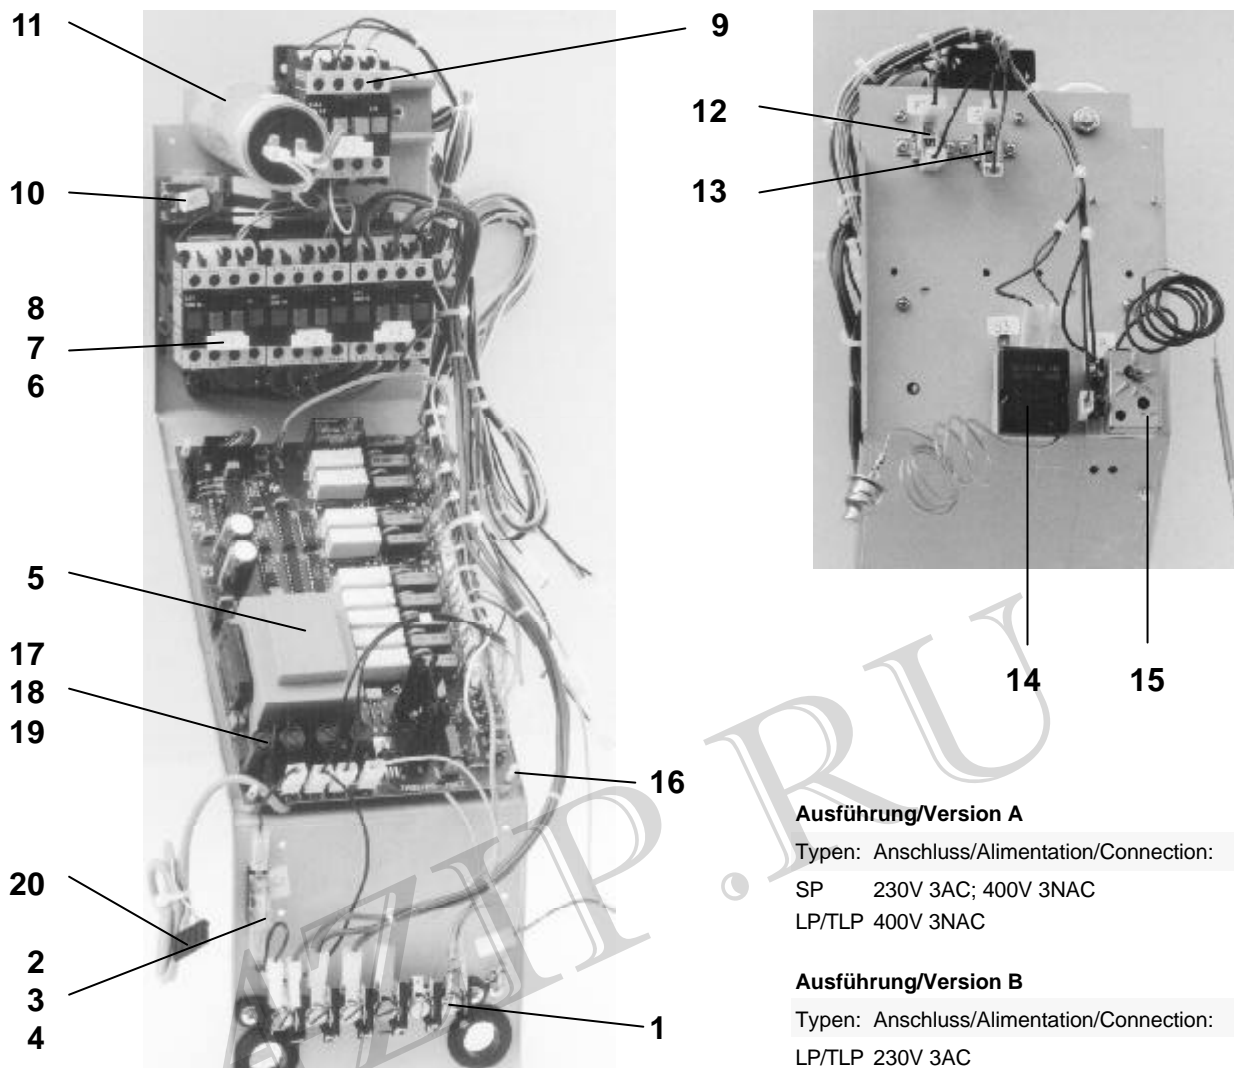 11
9
12
13
10
8
7
6
5
17
18
19
14
15
16
20
2
3
4
1
Ausführung/Version A
Typen: Anschluss/Alimentation/Connection:
SP 230V 3AC; 400V 3NAC
LP/TLP 400V 3NAC
Ausführung/Version B
Typen: Anschluss/Alimentation/Connection:
LP/TLP 230V 3AC
AZIP.RU